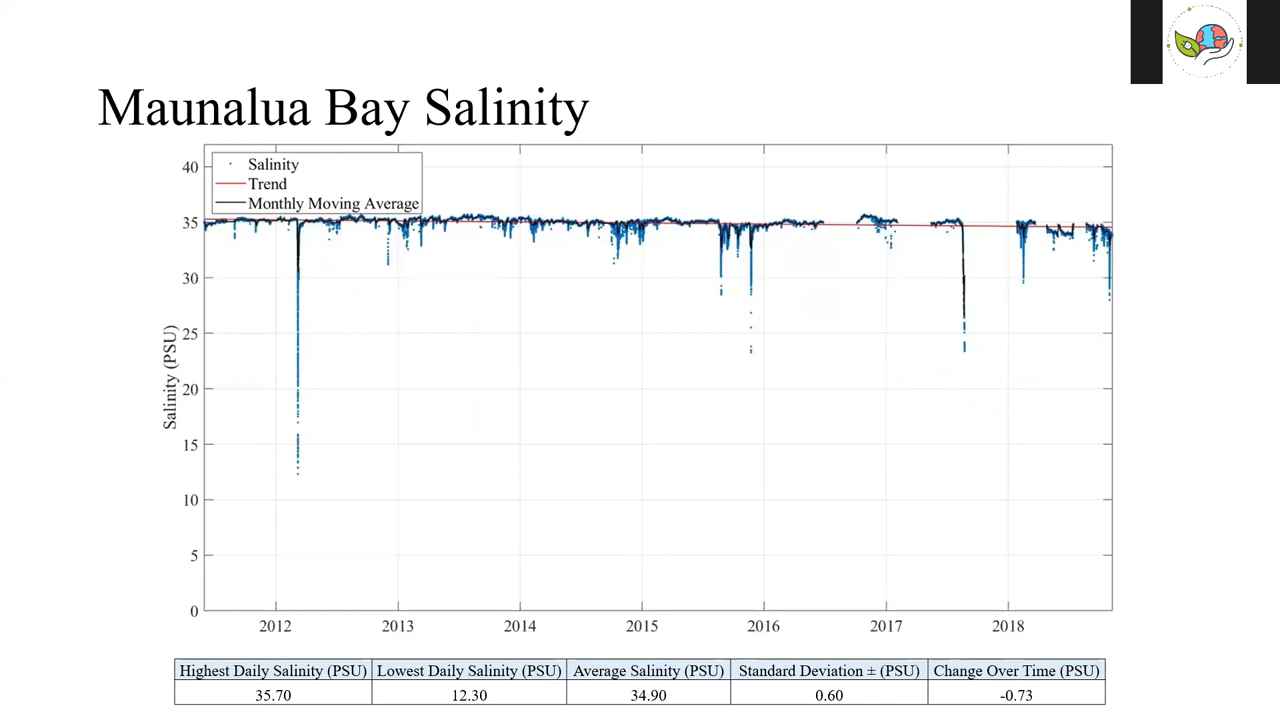 Maunalua Bay Salinity
Salinity
Trend
Monthly Moving Average
Salinity (PSU)
40
35
30
25
20
15
10
5
0
2012 2013 2014 2015 2016 2017 2018
Highest Daily Salinity (PSU) Lowest Daily Salinity (PSU) Average Salinity (PSU) Standard Deviation ± (PSU) Change Over Time (PSU)
35.70 12.30 34.90 0.60 -0.73